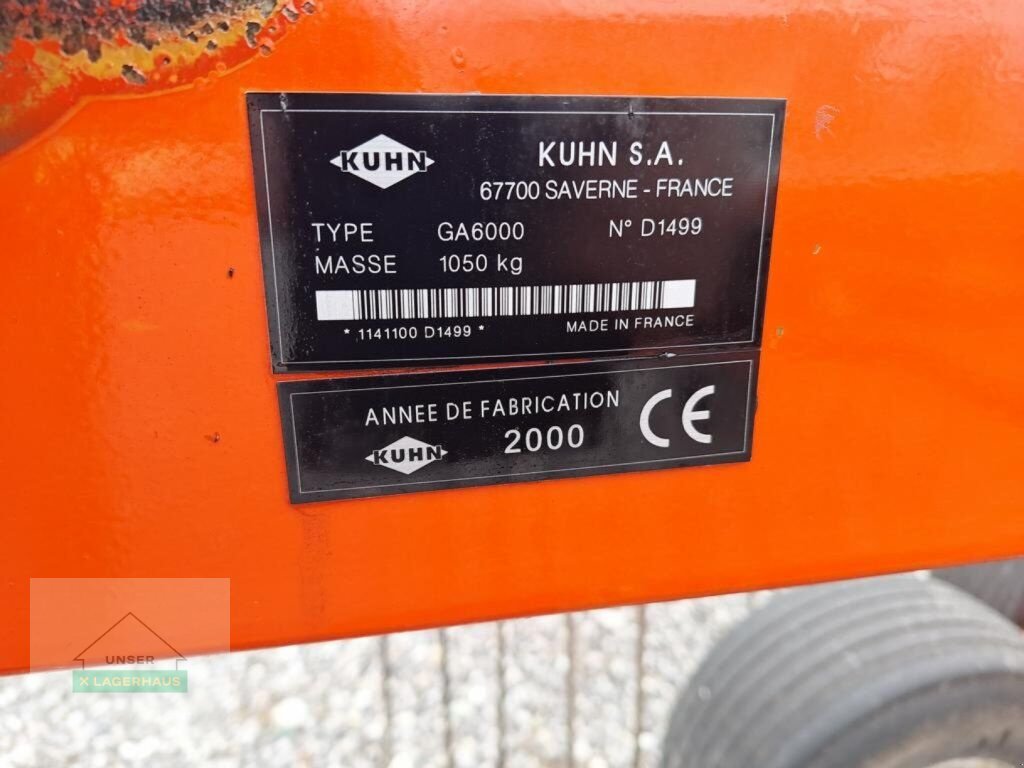 KUHN
KUHN S.A.
67700 SAVERNE - FRANCE
TYPE GA6000 N° D1499
MASSE 1050 kg
* 1141100 D1499 * MADE IN FRANCE
ANNEE DE FABRICATION
KUHN 2000 CE
UNSER
X LAGERHAUS